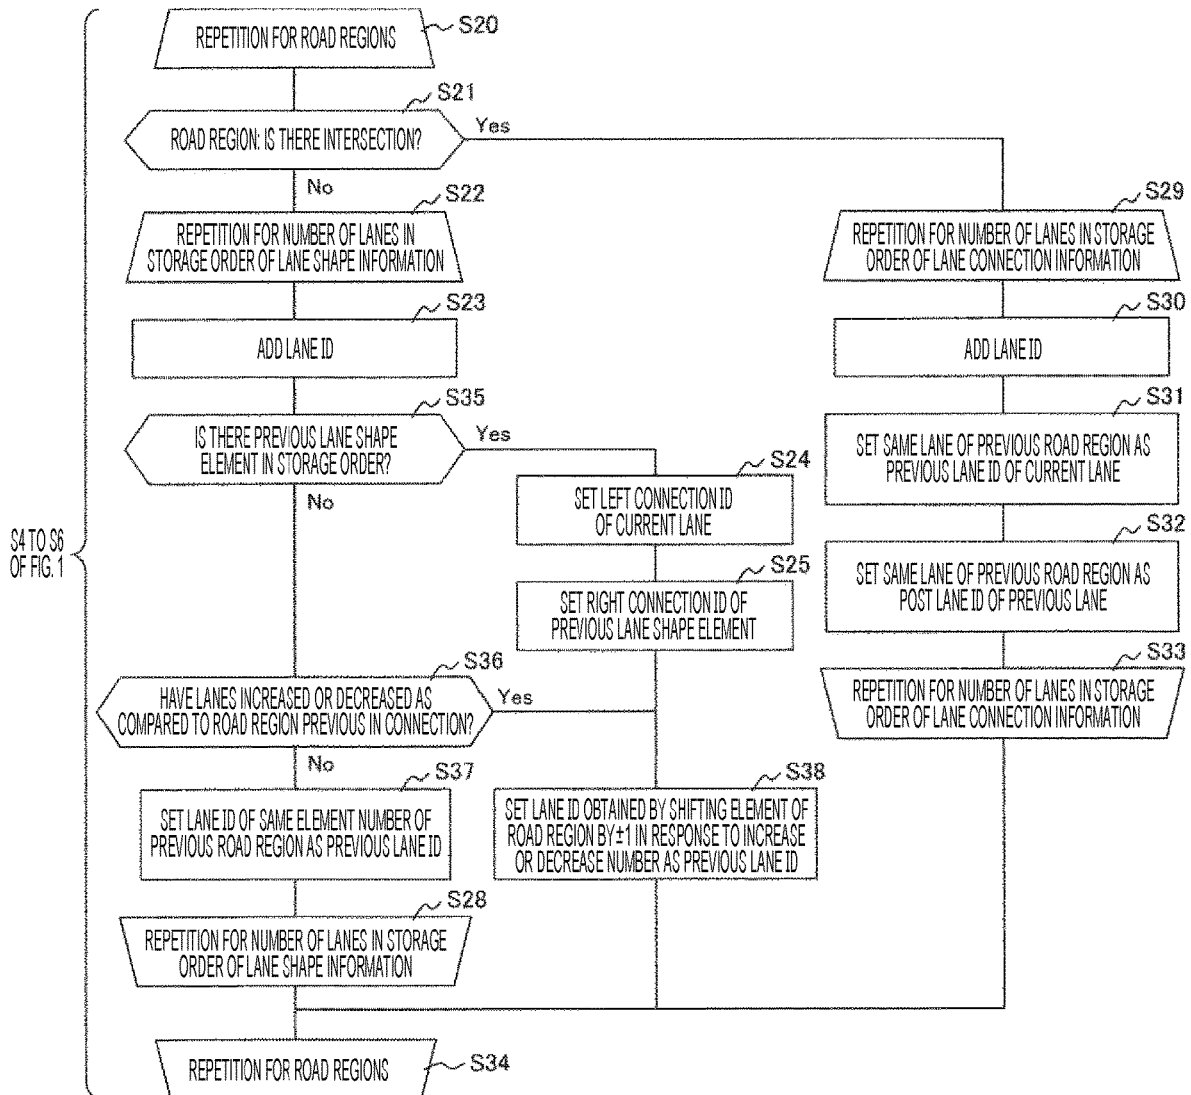 S20
REPETITION FOR ROAD REGIONS
S21
ROAD REGION: IS THERE INTERSECTION?
Yes
No
S22
REPETITION FOR NUMBER OF LANES IN
STORAGE ORDER OF LANE SHAPE INFORMATION
S23
ADD LANE ID
S35
IS THERE PREVIOUS LANE SHAPE
ELEMENT IN STORAGE ORDER?
Yes
No
S24
SET LEFT CONNECTION ID
OF CURRENT LANE
S25
SET RIGHT CONNECTION ID OF
PREVIOUS LANE SHAPE ELEMENT
S29
REPETITION FOR NUMBER OF LANES IN STORAGE
ORDER OF LANE CONNECTION INFORMATION
S30
ADD LANE ID
S31
SET SAME LANE OF PREVIOUS ROAD REGION AS
PREVIOUS LANE ID OF CURRENT LANE
S32
SET SAME LANE OF PREVIOUS ROAD REGION AS
POST LANE ID OF PREVIOUS LANE
S33
REPETITION FOR NUMBER OF LANES IN STORAGE
ORDER OF LANE CONNECTION INFORMATION
S4 TO S6
OF FIG. 1
S36
HAVE LANES INCREASED OR DECREASED AS
COMPARED TO ROAD REGION PREVIOUS IN CONNECTION?
Yes
No
S37
SET LANE ID OF SAME ELEMENT NUMBER OF
PREVIOUS ROAD REGION AS PREVIOUS LANE ID
S38
SET LANE ID OBTAINED BY SHIFTING ELEMENT OF
ROAD REGION BY ±1 IN RESPONSE TO INCREASE
OR DECREASE NUMBER AS PREVIOUS LANE ID
S28
REPETITION FOR NUMBER OF LANES IN STORAGE
ORDER OF LANE SHAPE INFORMATION
REPETITION FOR ROAD REGIONS
S34